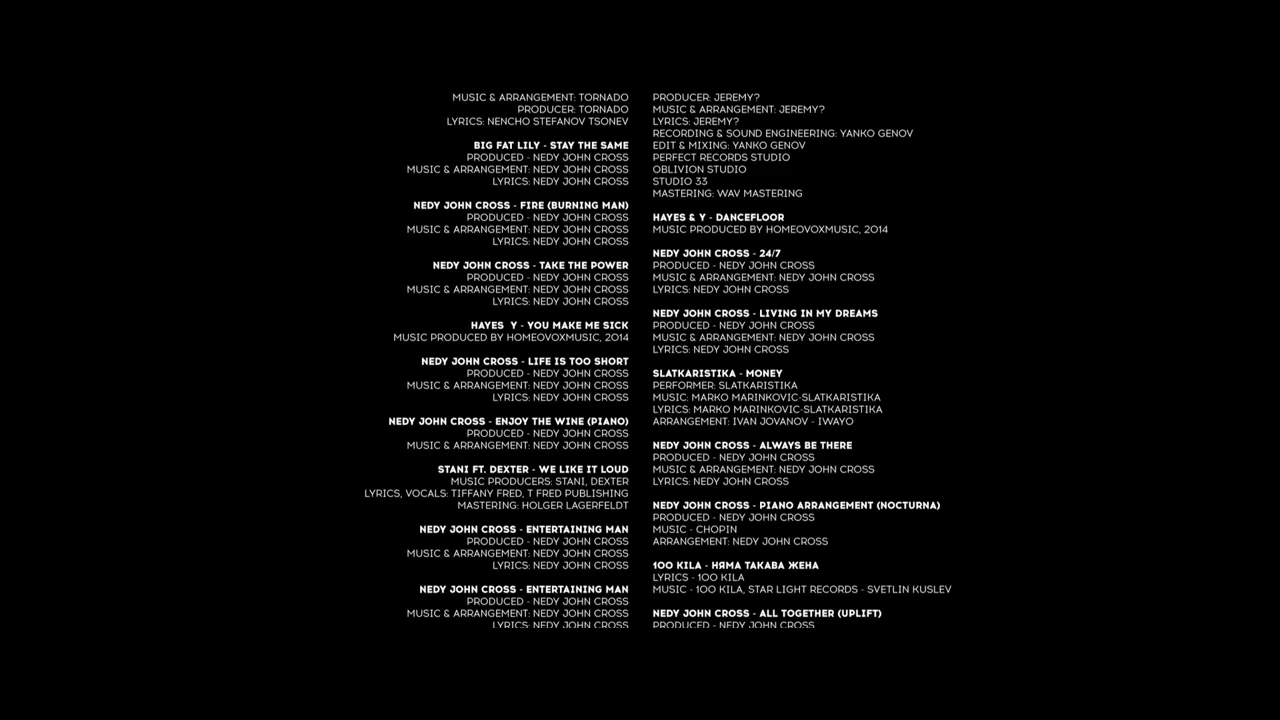 MUSIC & ARRANGEMENT: TORNADO
PRODUCER: TORNADO
LYRICS: NENCHO STEFANOV TSONEV
BIG FAT LILY - STAY THE SAME
PRODUCED - NEDY JOHN CROSS
MUSIC & ARRANGEMENT: NEDY JOHN CROSS
LYRICS: NEDY JOHN CROSS
NEDY JOHN CROSS - FIRE (BURNING MAN)
PRODUCED - NEDY JOHN CROSS
MUSIC & ARRANGEMENT: NEDY JOHN CROSS
LYRICS: NEDY JOHN CROSS
NEDY JOHN CROSS - TAKE THE POWER
PRODUCED - NEDY JOHN CROSS
MUSIC & ARRANGEMENT: NEDY JOHN CROSS
LYRICS: NEDY JOHN CROSS
HAYES Y - YOU MAKE ME SICK
MUSIC PRODUCED BY HOMEOVOXMUSIC, 2014
NEDY JOHN CROSS - LIFE IS TOO SHORT
PRODUCED - NEDY JOHN CROSS
MUSIC & ARRANGEMENT: NEDY JOHN CROSS
LYRICS: NEDY JOHN CROSS
NEDY JOHN CROSS - ENJOY THE WINE (PIANO)
PRODUCED - NEDY JOHN CROSS
MUSIC & ARRANGEMENT: NEDY JOHN CROSS
STANI FT. DEXTER - WE LIKE IT LOUD
MUSIC PRODUCERS: STANI, DEXTER
LYRICS, VOCALS: TIFFANY FRED, T FRED PUBLISHING
MASTERING: HOLGER LAGERFELDT
NEDY JOHN CROSS - ENTERTAINING MAN
PRODUCED - NEDY JOHN CROSS
MUSIC & ARRANGEMENT: NEDY JOHN CROSS
LYRICS: NEDY JOHN CROSS
NEDY JOHN CROSS - ENTERTAINING MAN
PRODUCED - NEDY JOHN CROSS
MUSIC & ARRANGEMENT: NEDY JOHN CROSS
LYRICS: NEDY JOHN CROSS
PRODUCER: JEREMY?
MUSIC & ARRANGEMENT: JEREMY?
LYRICS: JEREMY?
RECORDING & SOUND ENGINEERING: YANKO GENOV
EDIT & MIXING: YANKO GENOV
PERFECT RECORDS STUDIO
OBLIVION STUDIO
STUDIO 33
MASTERING: WAV MASTERING
HAYES & Y - DANCEFLOOR
MUSIC PRODUCED BY HOMEOVOXMUSIC, 2014
NEDY JOHN CROSS - 24/7
PRODUCED - NEDY JOHN CROSS
MUSIC & ARRANGEMENT: NEDY JOHN CROSS
LYRICS: NEDY JOHN CROSS
NEDY JOHN CROSS - LIVING IN MY DREAMS
PRODUCED - NEDY JOHN CROSS
MUSIC & ARRANGEMENT: NEDY JOHN CROSS
LYRICS: NEDY JOHN CROSS
SLATKARISTIKA - MONEY
PERFORMER: SLATKARISTIKA
MUSIC: MARKO MARINKOVIC-SLATKARISTIKA
LYRICS: MARKO MARINKOVIC-SLATKARISTIKA
ARRANGEMENT: IVAN JOVANOV - IWAYO
NEDY JOHN CROSS - ALWAYS BE THERE
PRODUCED - NEDY JOHN CROSS
MUSIC & ARRANGEMENT: NEDY JOHN CROSS
LYRICS: NEDY JOHN CROSS
NEDY JOHN CROSS - PIANO ARRANGEMENT (NOCTURNA)
PRODUCED - NEDY JOHN CROSS
MUSIC - CHOPIN
ARRANGEMENT: NEDY JOHN CROSS
100 KILA - НЯМА ТАКАВА ЖЕНА
LYRICS - 100 KILA
MUSIC - 100 KILA, STAR LIGHT RECORDS - SVETLIN KUSLEV
NEDY JOHN CROSS - ALL TOGETHER (UPLIFT)
PRODUCED - NEDY JOHN CROSS